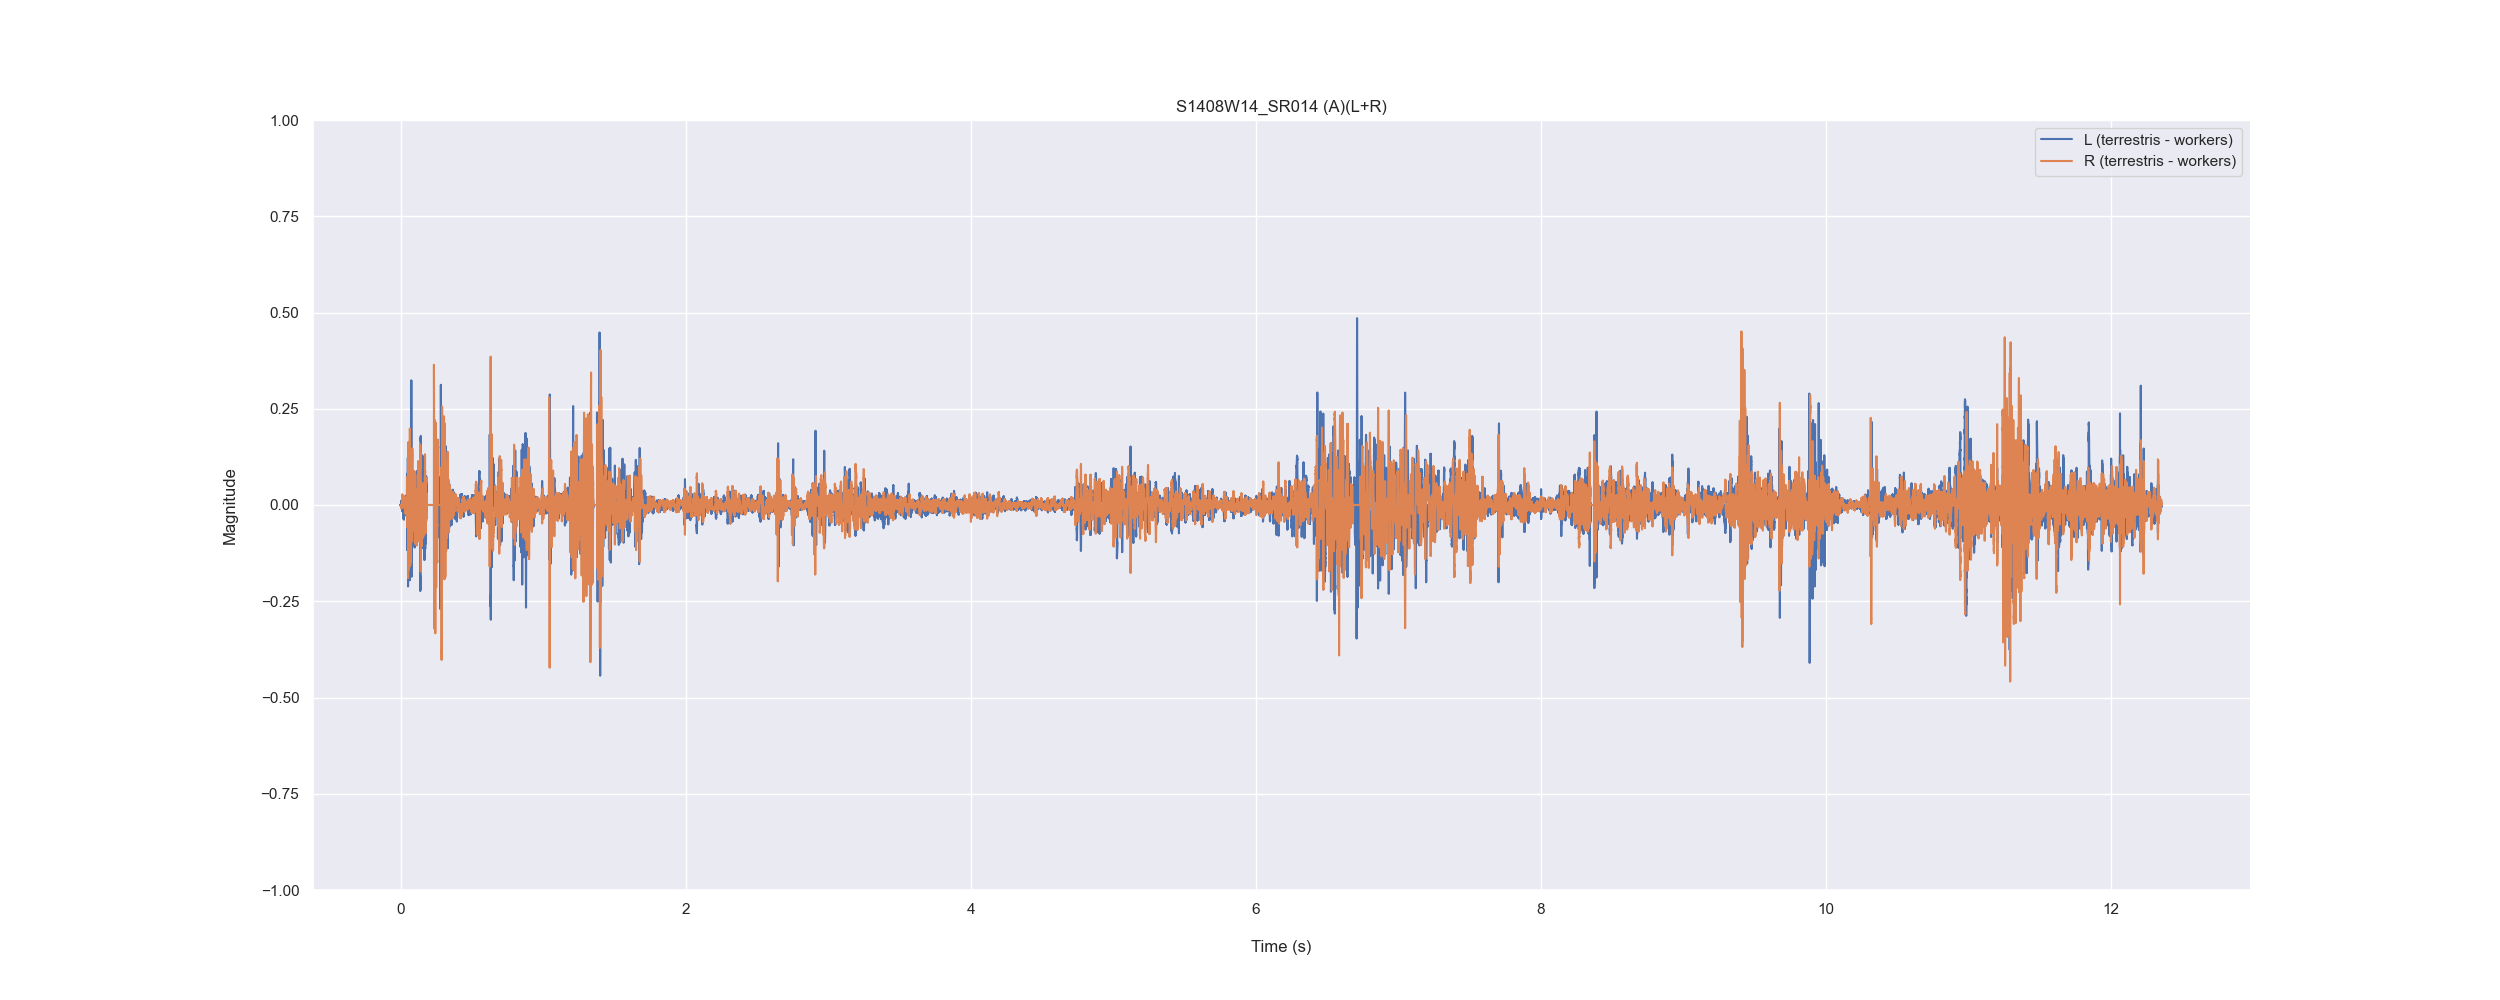 S1408W14_SR014 (A)(L+R)
L (terrestris - workers)
R (terrestris - workers)
Magnitude
1.00
0.75
0.50
0.25
0.00
−0.25
−0.50
−0.75
−1.00
0 2 4 6 8 10 12
Time (s)